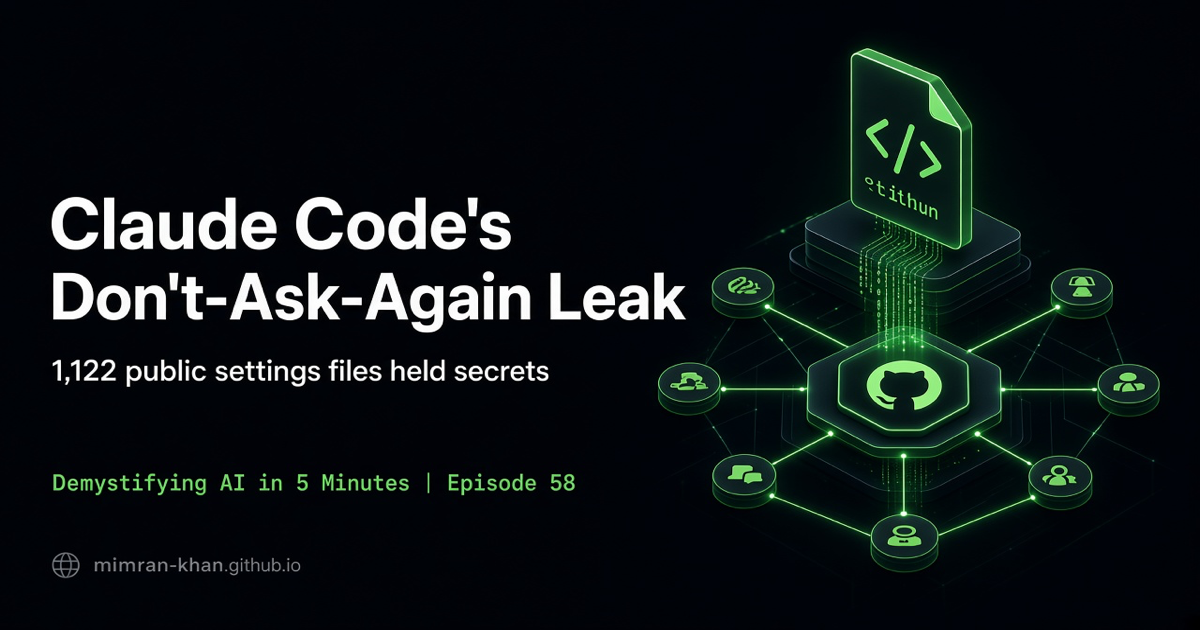 Claude Code's
Don't-Ask-Again Leak
1,122 public settings files held secrets
Demystifying AI in 5 Minutes | Episode 58
mimran-khan.github.io
</>